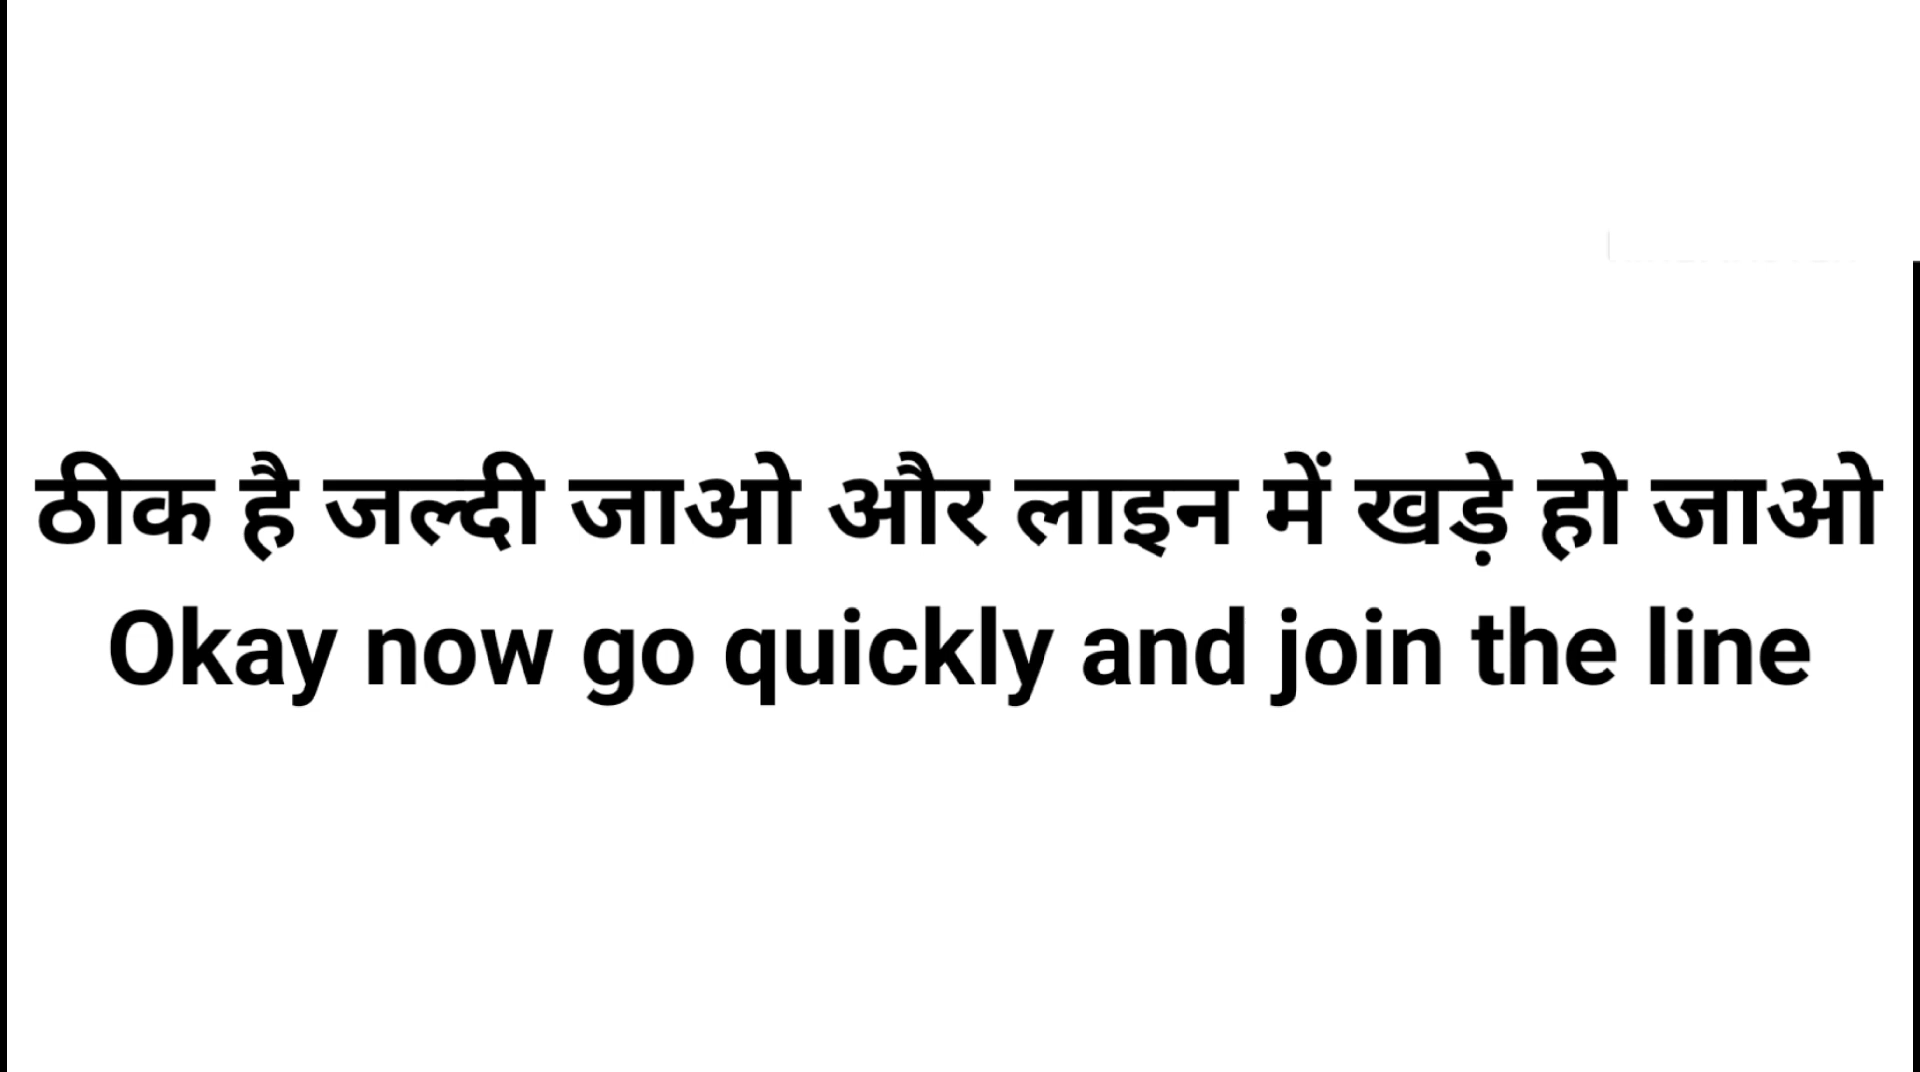 ठीक है जल्दी जाओ और लाइन में खड़े हो जाओ
Okay now go quickly and join the line